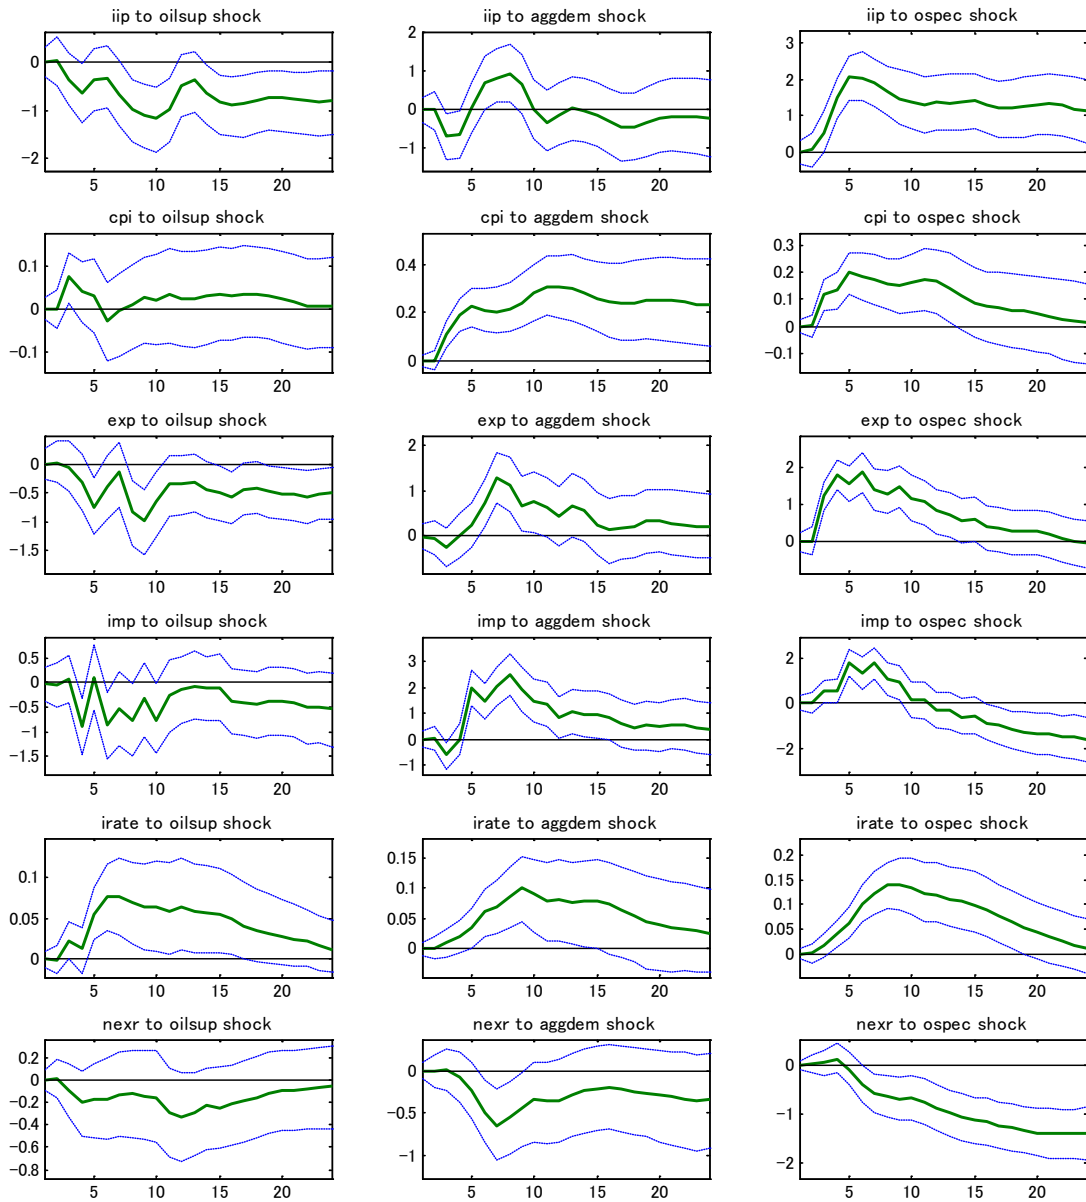 iip to oilsup shock
0
−1
−2
5 10 15 20
iip to aggdem shock
2
1
0
−1
5 10 15 20
iip to ospec shock
3
2
1
0
5 10 15 20
cpi to oilsup shock
0.1
0
−0.1
5 10 15 20
cpi to aggdem shock
0.4
0.2
0
5 10 15 20
cpi to ospec shock
0.3
0.2
0.1
0
−0.1
5 10 15 20
exp to oilsup shock
0
−0.5
−1
−1.5
5 10 15 20
exp to aggdem shock
2
1
0
5 10 15 20
exp to ospec shock
2
1
0
5 10 15 20
imp to oilsup shock
0.5
0
−0.5
−1
−1.5
5 10 15 20
imp to aggdem shock
3
2
1
0
−1
5 10 15 20
imp to ospec shock
2
0
−2
5 10 15 20
irate to oilsup shock
0.1
0.05
0
5 10 15 20
irate to aggdem shock
0.15
0.1
0.05
0
5 10 15 20
irate to ospec shock
0.2
0.15
0.1
0.05
0
5 10 15 20
nexr to oilsup shock
0.2
0
−0.2
−0.4
−0.6
−0.8
5 10 15 20
nexr to aggdem shock
0
−0.5
−1
5 10 15 20
nexr to ospec shock
0
−1
−2
5 10 15 20